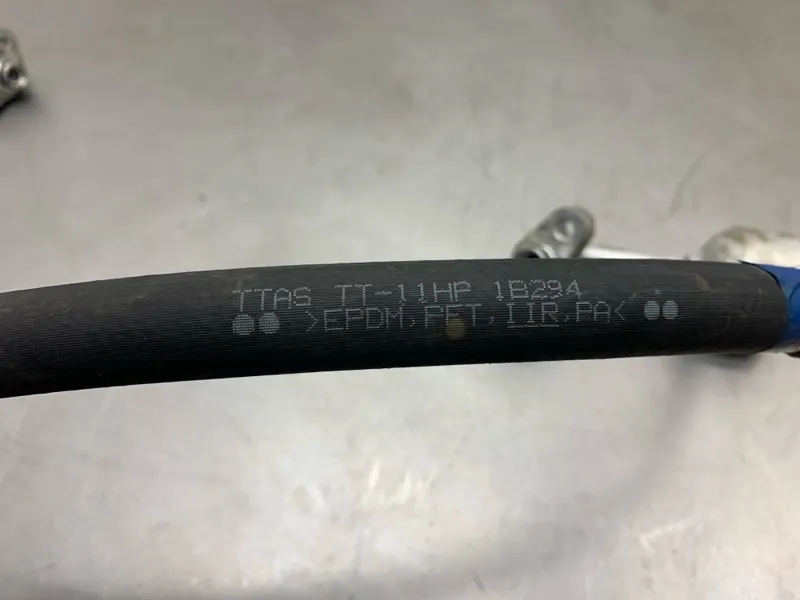 TTAS TT-11HP 1B294
●● >EPDM,PET,IIR,PA< ●●